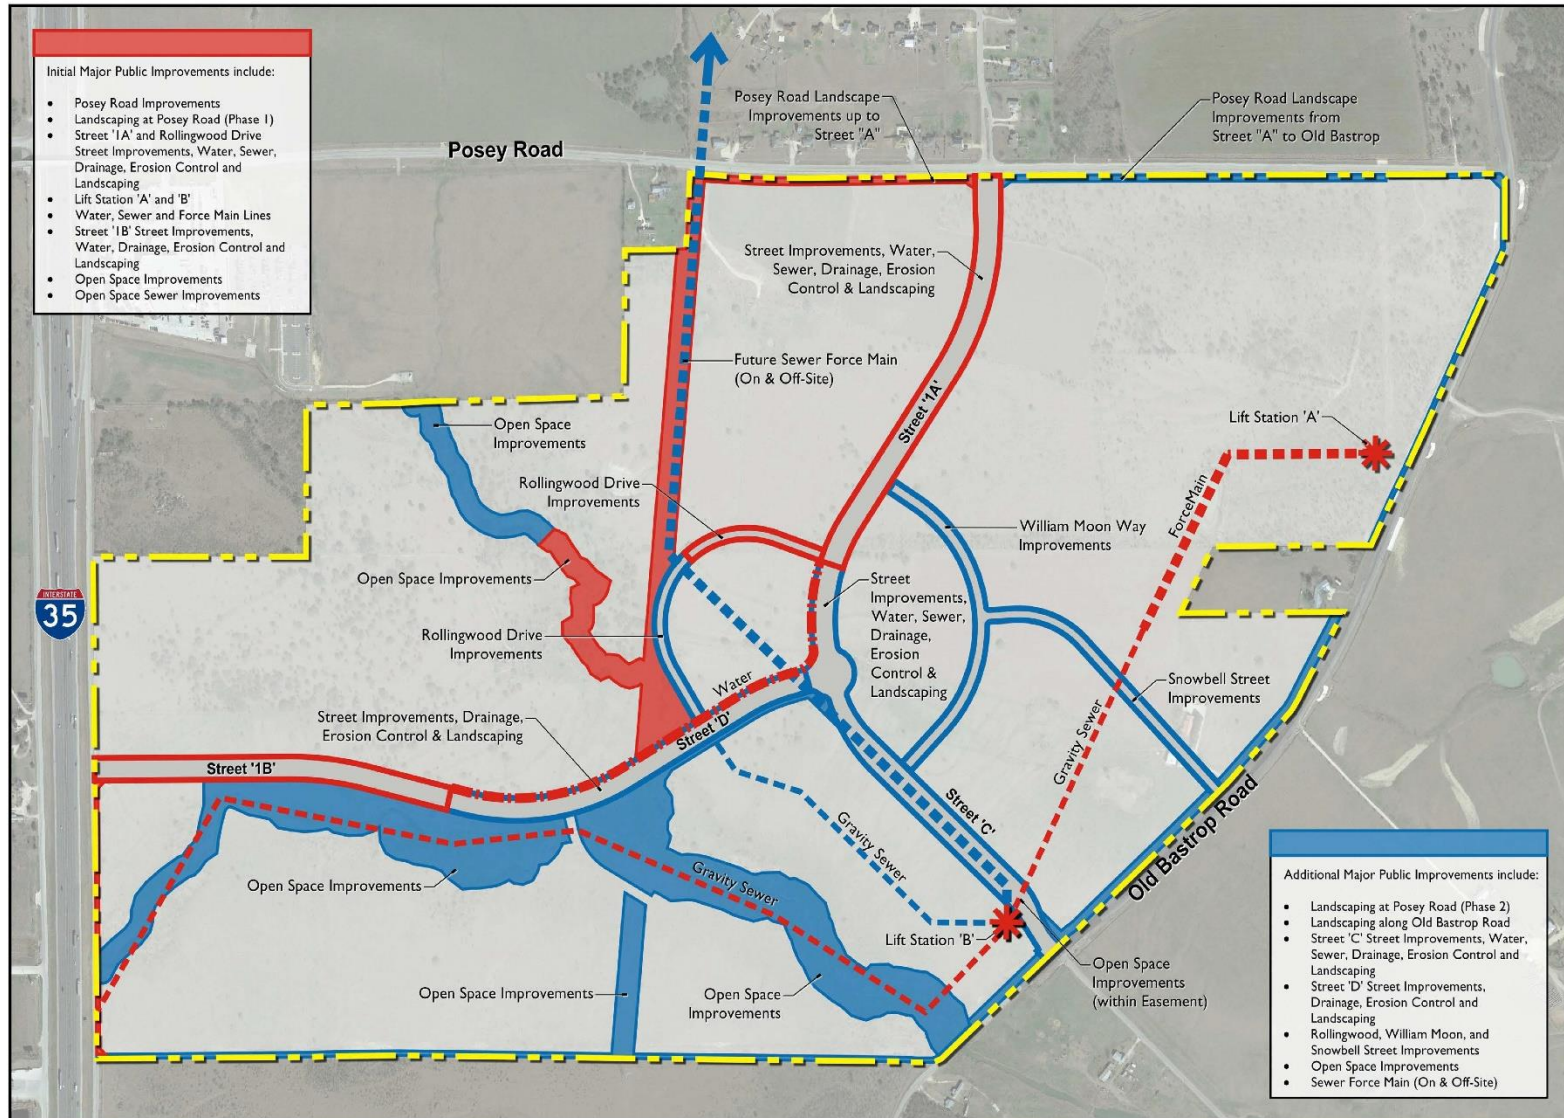 Initial Major Public Improvements include:
• Posey Road Improvements
• Landscaping at Posey Road (Phase 1)
• Street '1A' and Rollingwood Drive
Street Improvements, Water, Sewer,
Drainage, Erosion Control and
Landscaping
• Lift Station 'A' and 'B'
• Water, Sewer and Force Main Lines
• Street '1B' Street Improvements,
Water, Drainage, Erosion Control and
Landscaping
• Open Space Improvements
• Open Space Sewer Improvements
Posey Road
Posey Road Landscape
Improvements up to
Street "A"
Posey Road Landscape
Improvements from
Street "A" to Old Bastrop
Street Improvements, Water,
Sewer, Drainage, Erosion
Control & Landscaping
Future Sewer Force Main
(On & Off-Site)
Street '1A'
Open Space
Improvements
Lift Station 'A'
Rollingwood Drive
Improvements
ForceMain
William Moon Way
Improvements
Open Space Improvements
Street
Improvements,
Water, Sewer,
Drainage,
Erosion
Control &
Landscaping
INTERSTATE
35
Rollingwood Drive
Improvements
Water
Snowbell Street
Improvements
Street Improvements, Drainage,
Erosion Control & Landscaping
Street 'D'
Gravity Sewer
Street '1B'
Street 'C'
Old Bastrop Road
Gravity Sewer
Open Space Improvements
Gravity Sewer
Lift Station 'B'
Open Space
Improvements
(within Easement)
Open Space Improvements
Open Space
Improvements
Additional Major Public Improvements include:
• Landscaping at Posey Road (Phase 2)
• Landscaping along Old Bastrop Road
• Street 'C' Street Improvements, Water,
Sewer, Drainage, Erosion Control and
Landscaping
• Street 'D' Street Improvements,
Drainage, Erosion Control and
Landscaping
• Rollingwood, William Moon, and
Snowbell Street Improvements
• Open Space Improvements
• Sewer Force Main (On & Off-Site)